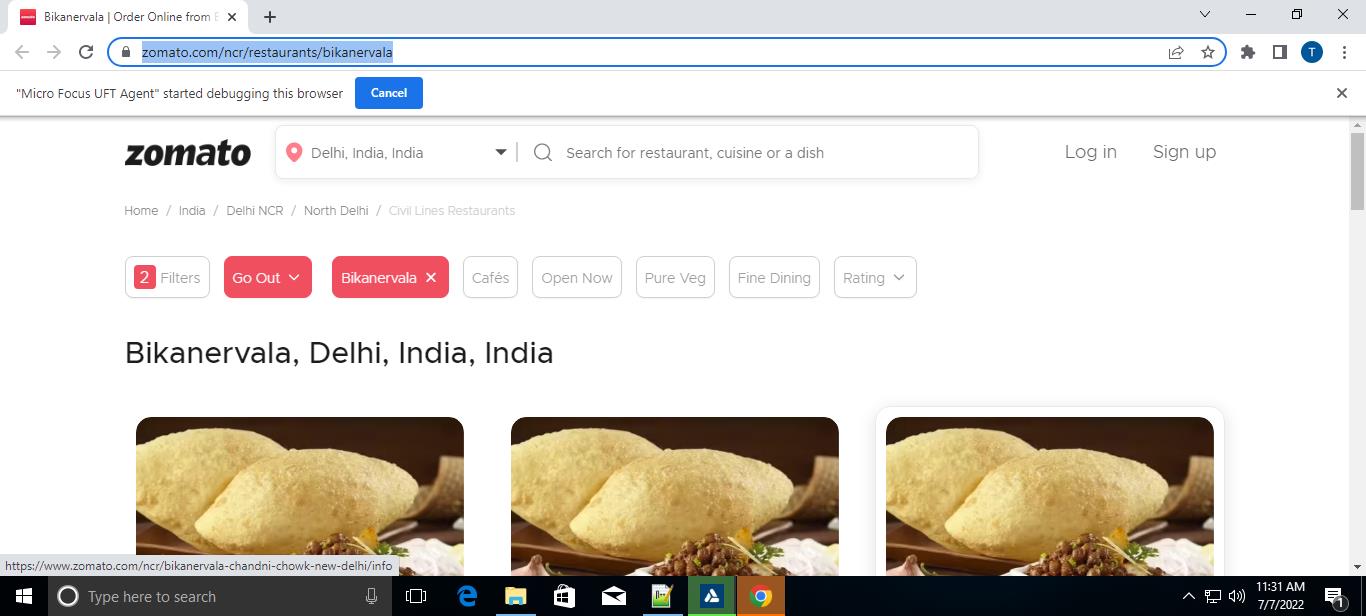 zomato
Bikanervala | Order Online from B
zomato.com/ncr/restaurants/bikanervala
T
"Micro Focus UFT Agent" started debugging this browser
Cancel
zomato
Delhi, India, India
Search for restaurant, cuisine or a dish
Log in
Sign up
Home / India / Delhi NCR / North Delhi / Civil Lines Restaurants
2 Filters
Go Out
Bikanervala
Cafés
Open Now
Pure Veg
Fine Dining
Rating
Bikanervala, Delhi, India, India
https://www.zomato.com/ncr/bikanervala-chandni-chowk-new-delhi/info
Type here to search
11:31 AM
7/7/2022
1